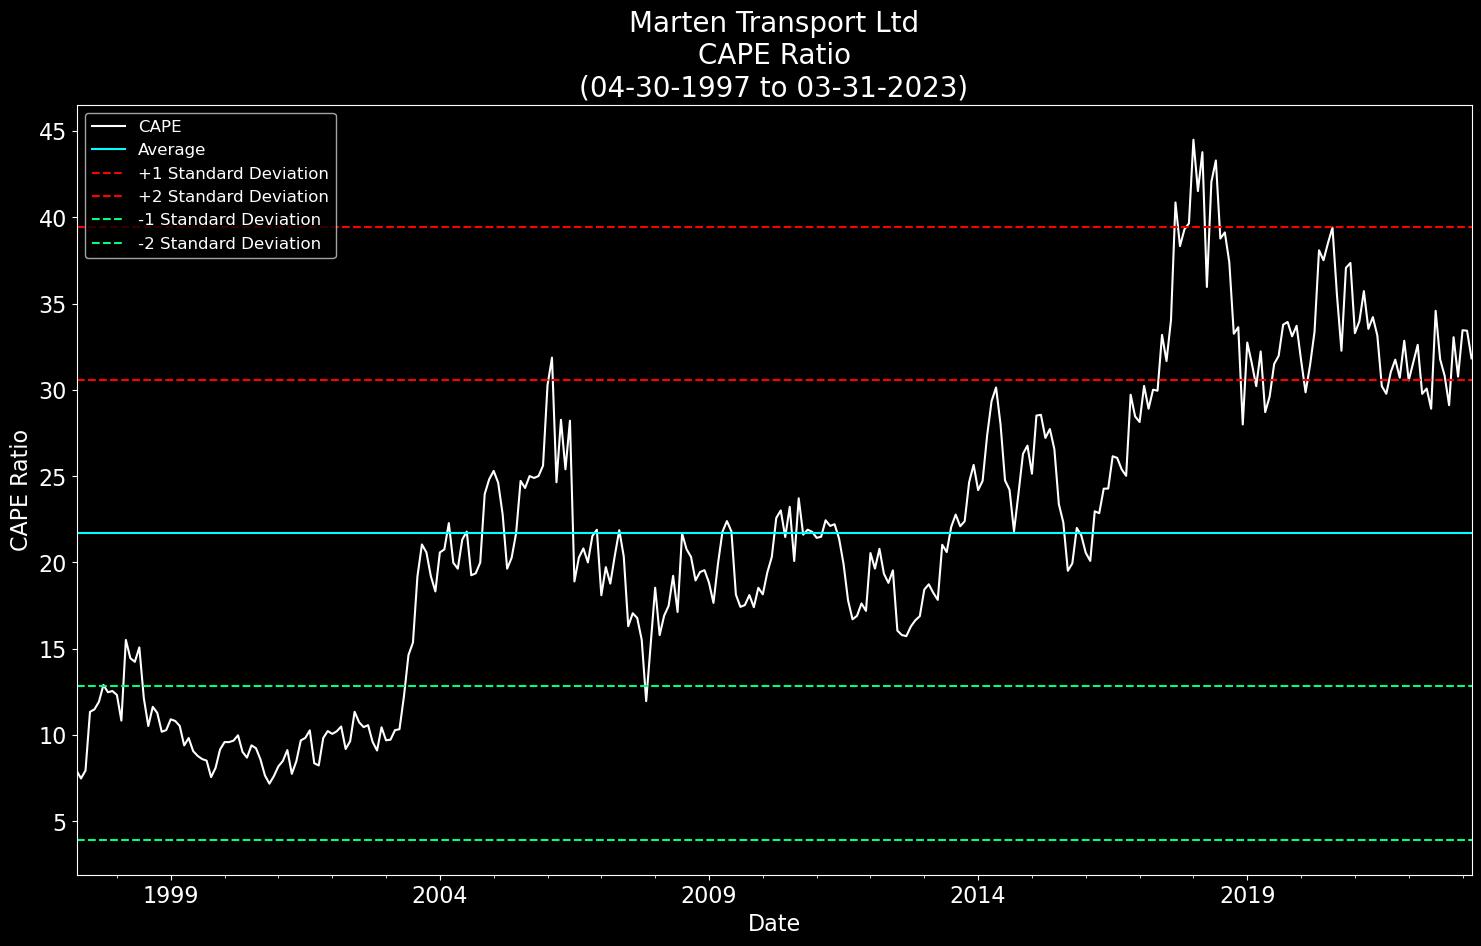 Marten Transport Ltd
CAPE Ratio
(04-30-1997 to 03-31-2023)
CAPE
Average
+1 Standard Deviation
+2 Standard Deviation
-1 Standard Deviation
-2 Standard Deviation
45
40
35
30
25
20
15
10
5
CAPE Ratio
1999 2004 2009 2014 2019
Date